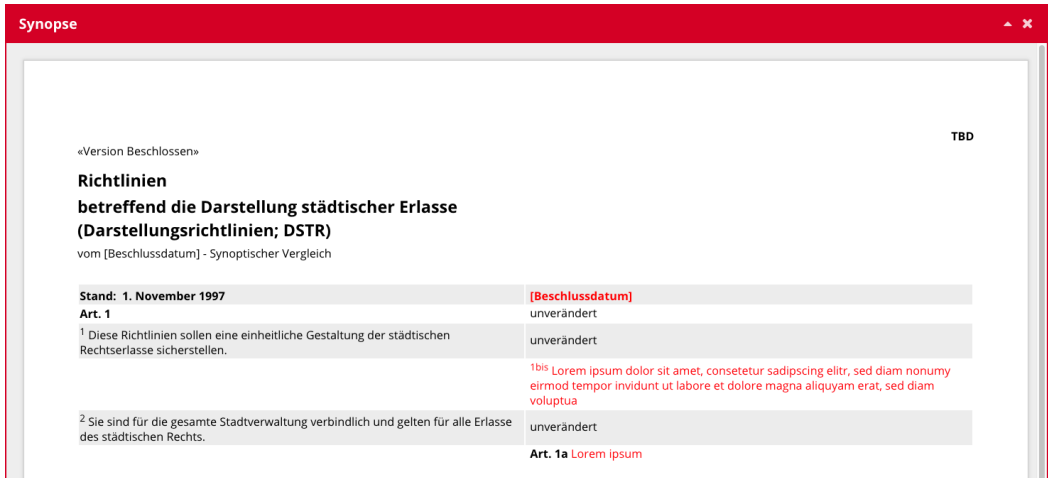 Synopse
TBD
«Version Beschlossen»
Richtlinien
betreffend die Darstellung städtischer Erlasse
(Darstellungsrichtlinien; DSTR)
vom [Beschlussdatum] - Synoptischer Vergleich
Stand: 1. November 1997 [Beschlussdatum]
Art. 1 unverändert
1 Diese Richtlinien sollen eine einheitliche Gestaltung der städtischen
Rechtserlasse sicherstellen.
unverändert
1bis Lorem ipsum dolor sit amet, consetetur sadipscing elitr, sed diam nonumy
eirmod tempor invidunt ut labore et dolore magna aliquyam erat, sed diam
voluptua
2 Sie sind für die gesamte Stadtverwaltung verbindlich und gelten für alle Erlasse
des städtischen Rechts.
unverändert
Art. 1a Lorem ipsum